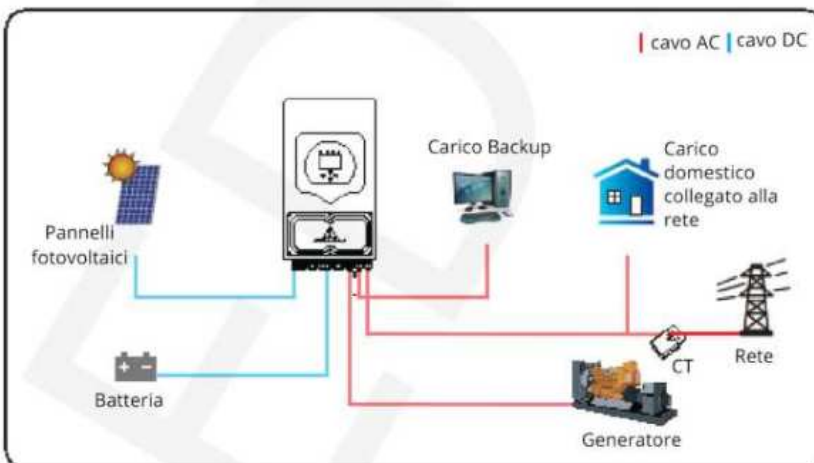 cavo AC cavo DC
Carico Backup
Carico
domestico
collegato alla
rete
Pannelli
fotovoltaici
CT
Rete
Batteria
Generatore